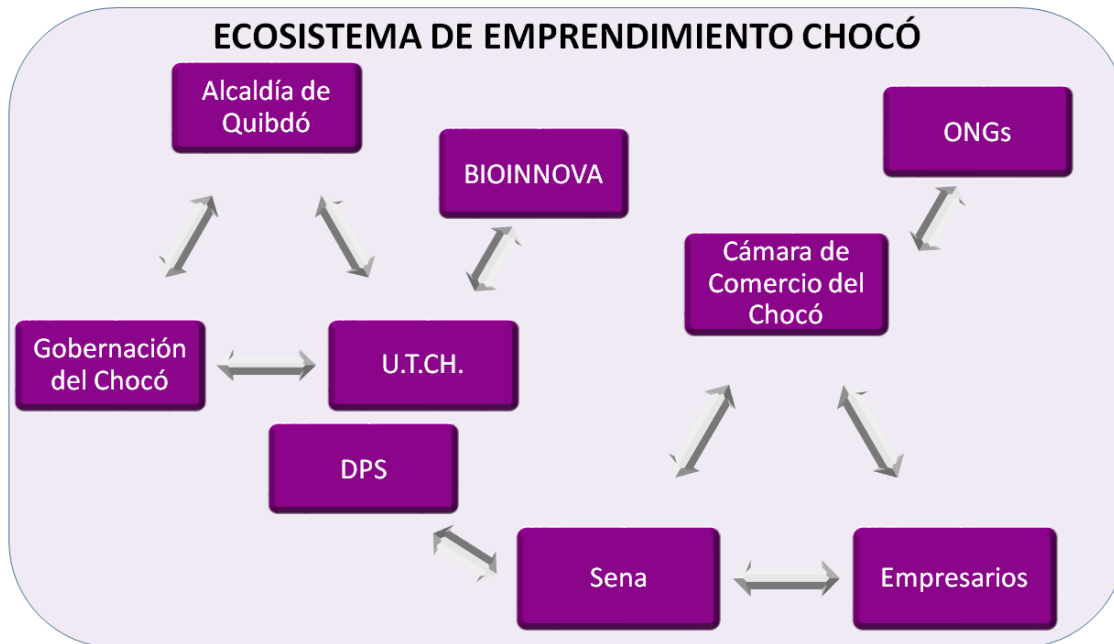 ECOSISTEMA DE EMPRENDIMIENTO CHOCÓ
Alcaldía de
Quibdó
ONGs
BIOINNOVA
Cámara de
Comercio del
Chocó
Gobernación
del Chocó
U.T.CH.
DPS
Sena
Empresarios